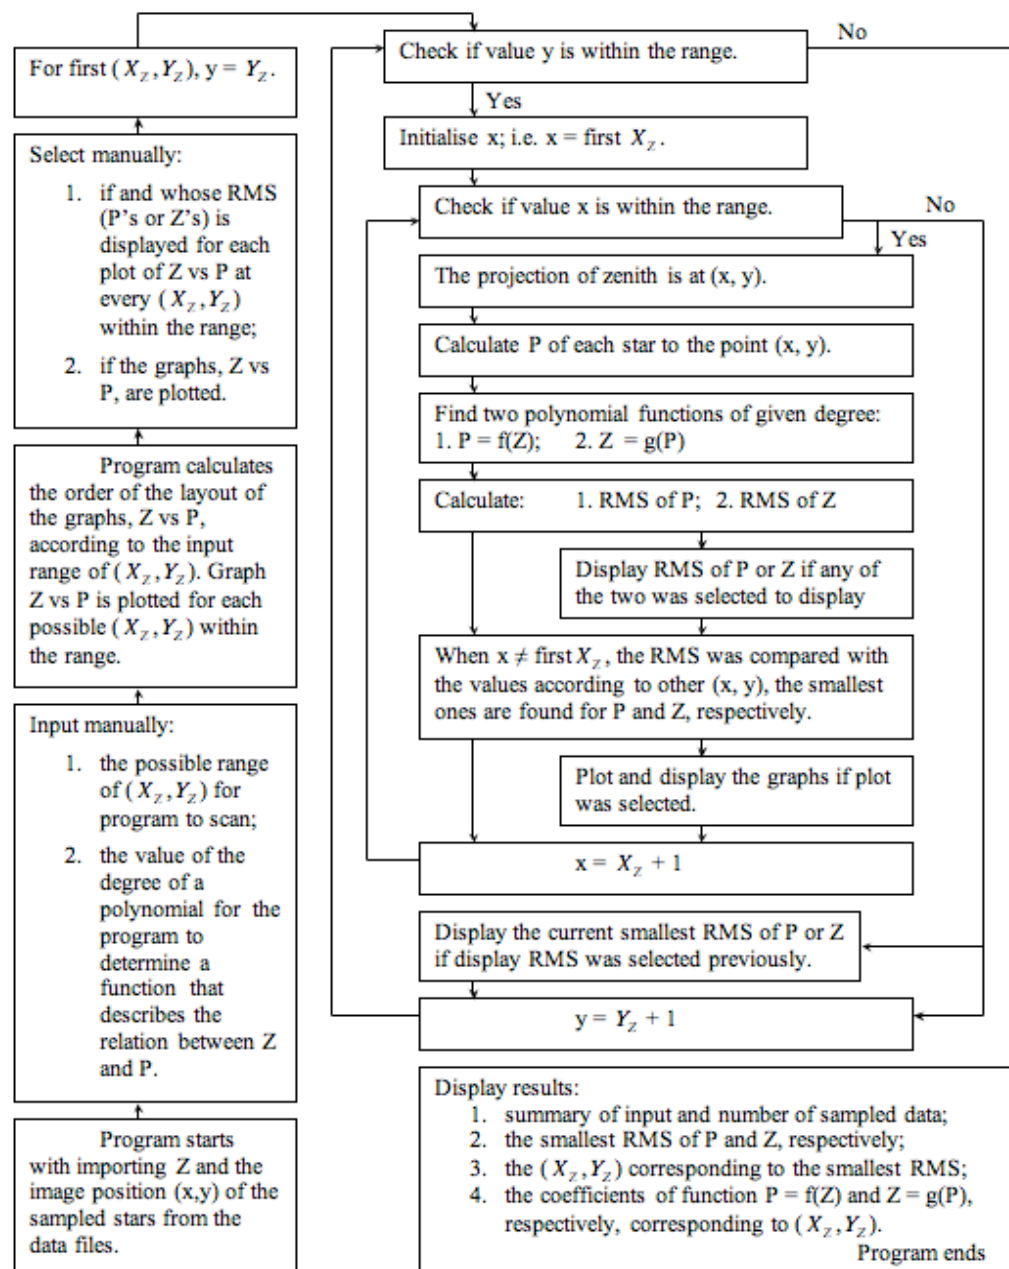 For first (X_Z, Y_Z), y = Y_Z.
Select manually:
1. if and whose RMS
(P's or Z's) is
displayed for each
plot of Z vs P at
every (X_Z, Y_Z)
within the range;
2. if the graphs, Z vs
P, are plotted.
Program calculates
the order of the layout of
the graphs, Z vs P,
according to the input
range of (X_Z, Y_Z). Graph
Z vs P is plotted for each
possible (X_Z, Y_Z) within
the range.
Input manually:
1. the possible range
of (X_Z, Y_Z) for
program to scan;
2. the value of the
degree of a
polynomial for the
program to
determine a
function that
describes the
relation between Z
and P.
Program starts
with importing Z and the
image position (x,y) of the
sampled stars from the
data files.
Check if value y is within the range.
No
Yes
Initialise x; i.e. x = first X_Z.
Check if value x is within the range.
No
Yes
The projection of zenith is at (x, y).
Calculate P of each star to the point (x, y).
Find two polynomial functions of given degree:
1. P = f(Z); 2. Z = g(P)
Calculate: 1. RMS of P; 2. RMS of Z
Display RMS of P or Z if any of
the two was selected to display
When x ≠ first X_Z, the RMS was compared with
the values according to other (x, y), the smallest
ones are found for P and Z, respectively.
Plot and display the graphs if plot
was selected.
x = X_Z + 1
Display the current smallest RMS of P or Z
if display RMS was selected previously.
y = Y_Z + 1
Display results:
1. summary of input and number of sampled data;
2. the smallest RMS of P and Z, respectively;
3. the (X_Z, Y_Z) corresponding to the smallest RMS;
4. the coefficients of function P = f(Z) and Z = g(P),
respectively, corresponding to (X_Z, Y_Z).
Program ends